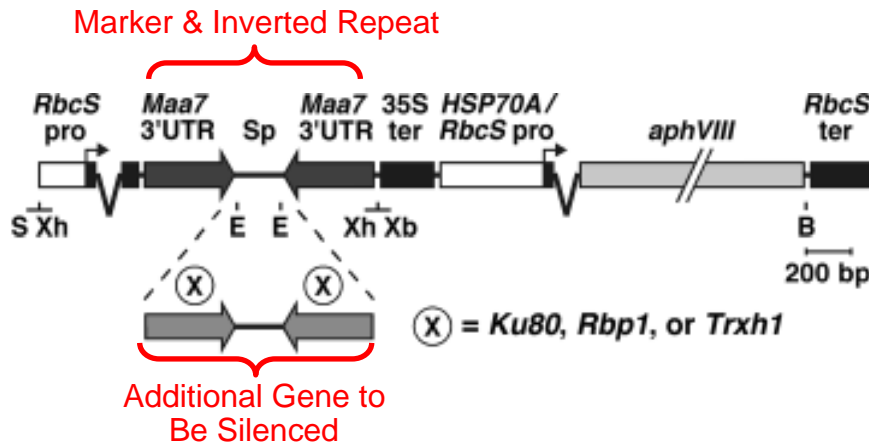 Marker & Inverted Repeat
RbcS Maa7 Maa7 35S HSP70A/ RbcS
pro 3'UTR Sp 3'UTR ter RbcS pro aphVIII ter
S Xh E E Xh Xb B
200 bp
X X X = Ku80, Rbp1, or Trxh1
Additional Gene to
Be Silenced